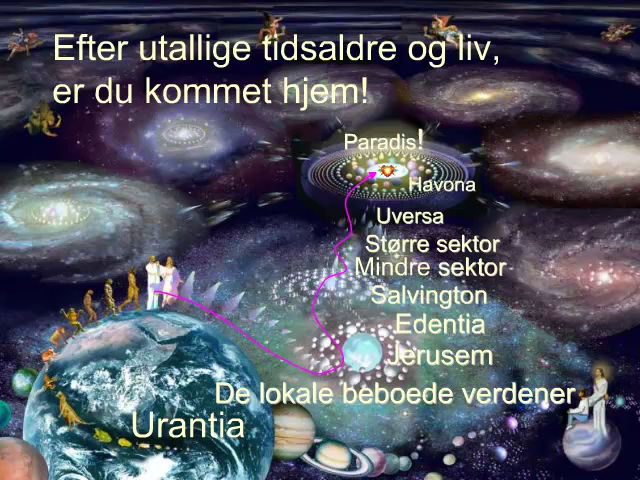 Efter utallige tidsaldre og liv,
er du kommet hjem!
Paradis!
Havona
Uversa
Større sektor
Mindre sektor
Salvington
Edentia
Jerusem
De lokale beboede verdener
Urantia